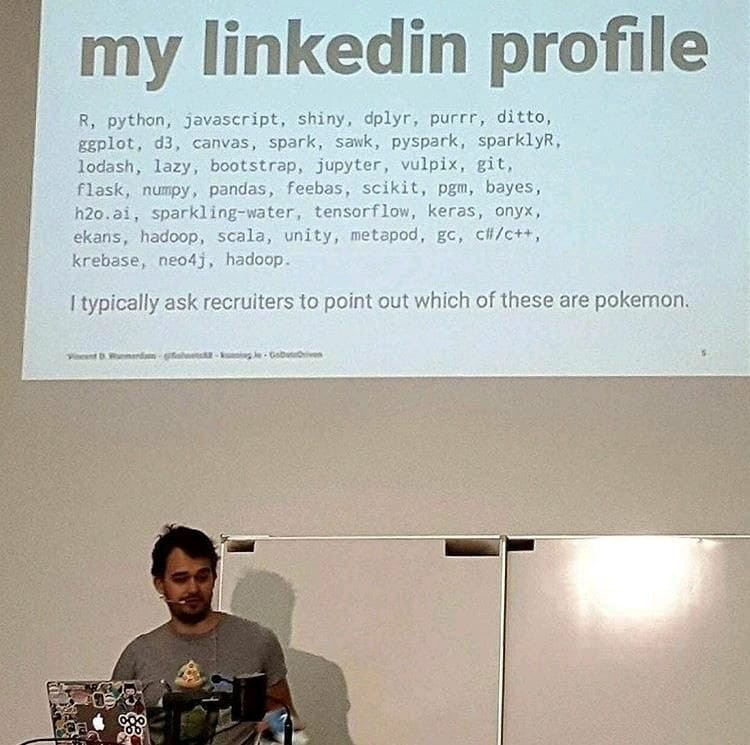 my linkedin profile
R, python, javascript, shiny, dplyr, purrr, ditto,
ggplot, d3, canvas, spark, sawk, pyspark, sparklyR,
lodash, lazy, bootstrap, jupyter, vulpix, git,
flask, numpy, pandas, feebas, scikit, pgm, bayes,
h2o.ai, sparkling-water, tensorflow, keras, onyx,
ekans, hadoop, scala, unity, metapod, gc, c#/c++,
krebase, neo4j, hadoop.
I typically ask recruiters to point out which of these are pokemon.
Vincent D. Warmerdam - - koaning.io - GoDataDriven
5